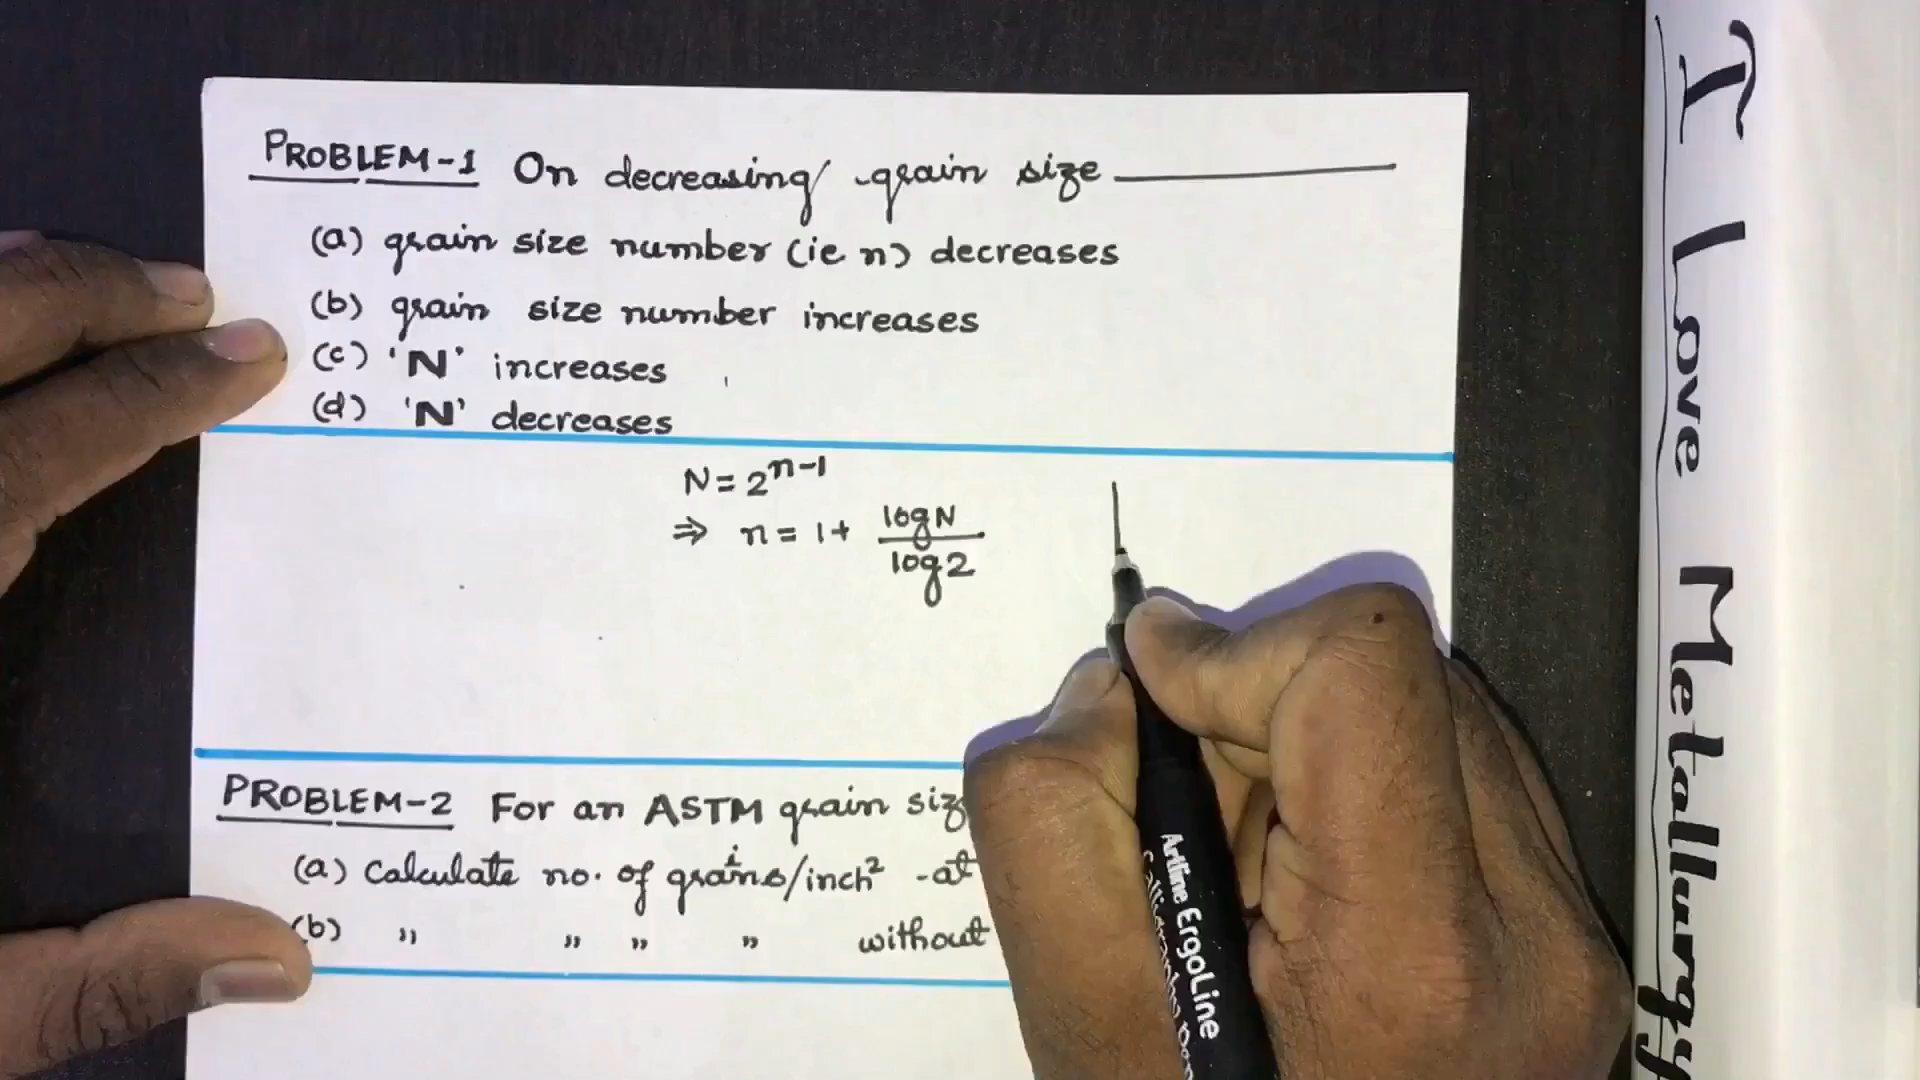 PROBLEM-1 On decreasing grain size
(a) grain size number (ie n) decreases
(b) grain size number increases
(c) 'N' increases
(d) 'N' decreases
N = 2^n-1
⇒ n = 1 + logN/log2
PROBLEM-2 For an ASTM grain
(a) Calculate no. of grains/inch² at
(b) " " " " without
I Love Metallurgy
Artline ErgoLine